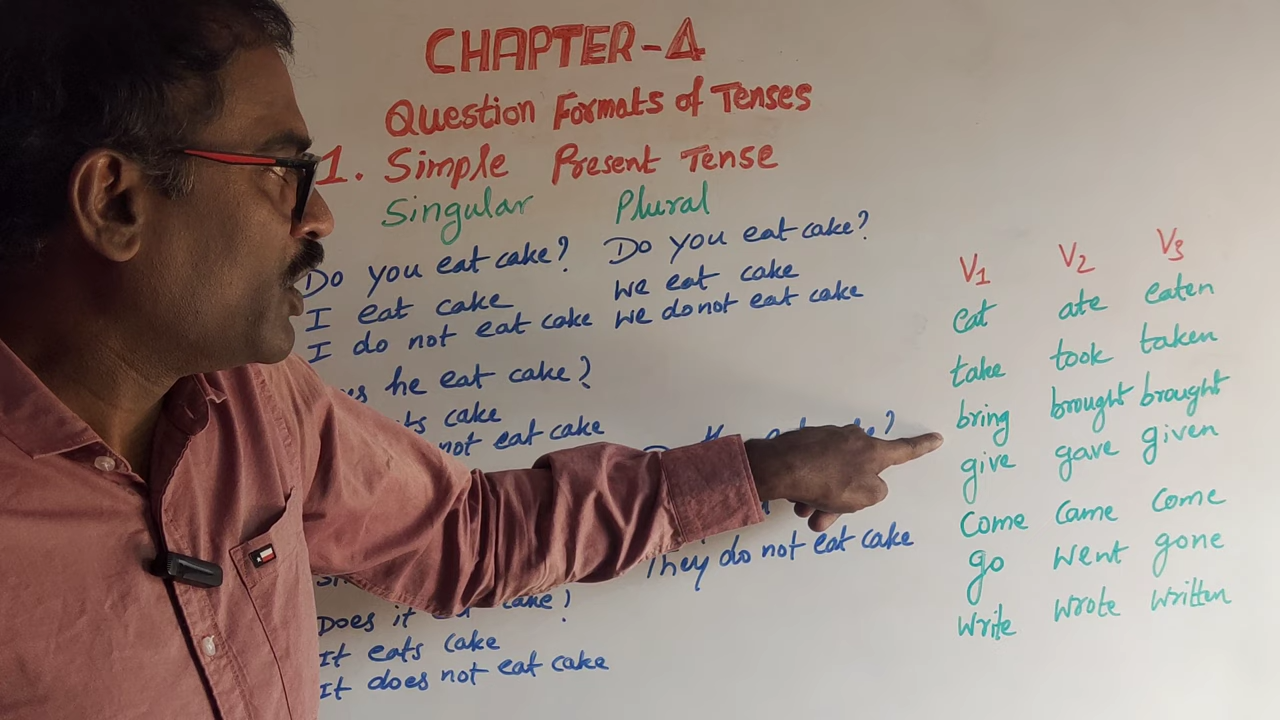 CHAPTER-4
Question Formats of Tenses
1. Simple Present Tense
Singular Plural
Do you eat cake? Do you eat cake?
I eat cake we eat cake
I do not eat cake we do not eat cake
he eat cake?
cake
not eat cake
They do not eat cake
Does it cake?
It eats cake
It does not eat cake
V1 V2 V3
eat ate eaten
take took taken
bring brought brought
give gave given
come came come
go went gone
write wrote written